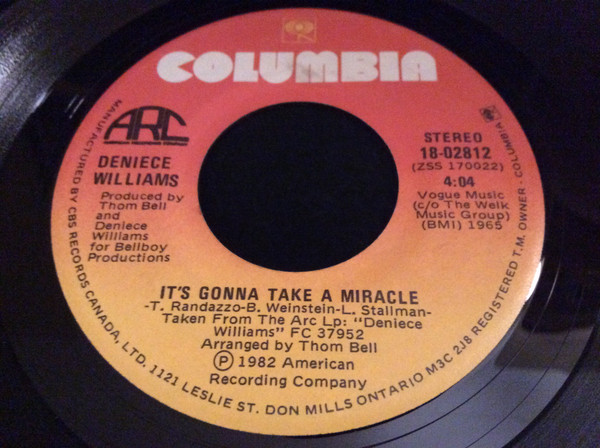 COLUMBIA
ARC
AMERICAN RECORDING COMPANY
DENIECE
WILLIAMS
Produced by
Thom Bell
and
Deniece
Williams
for Bellboy
Productions
STEREO
18-02812
(ZSS 170022)
4:04
Vogue Music
(c/o The Welk
Music Group)
(BMI) 1965
IT'S GONNA TAKE A MIRACLE
-T. Randazzo-B. Weinstein-L. Stallman-
Taken From The Arc Lp: "Deniece
Williams" FC 37952
Arranged by Thom Bell
Ⓟ 1982 American
Recording Company
MANUFACTURED BY CBS RECORDS CANADA, LTD. 1121 LESLIE ST. DON MILLS ONTARIO M3C 2J8 REGISTERED T.M. OWNER - COLUMBIA